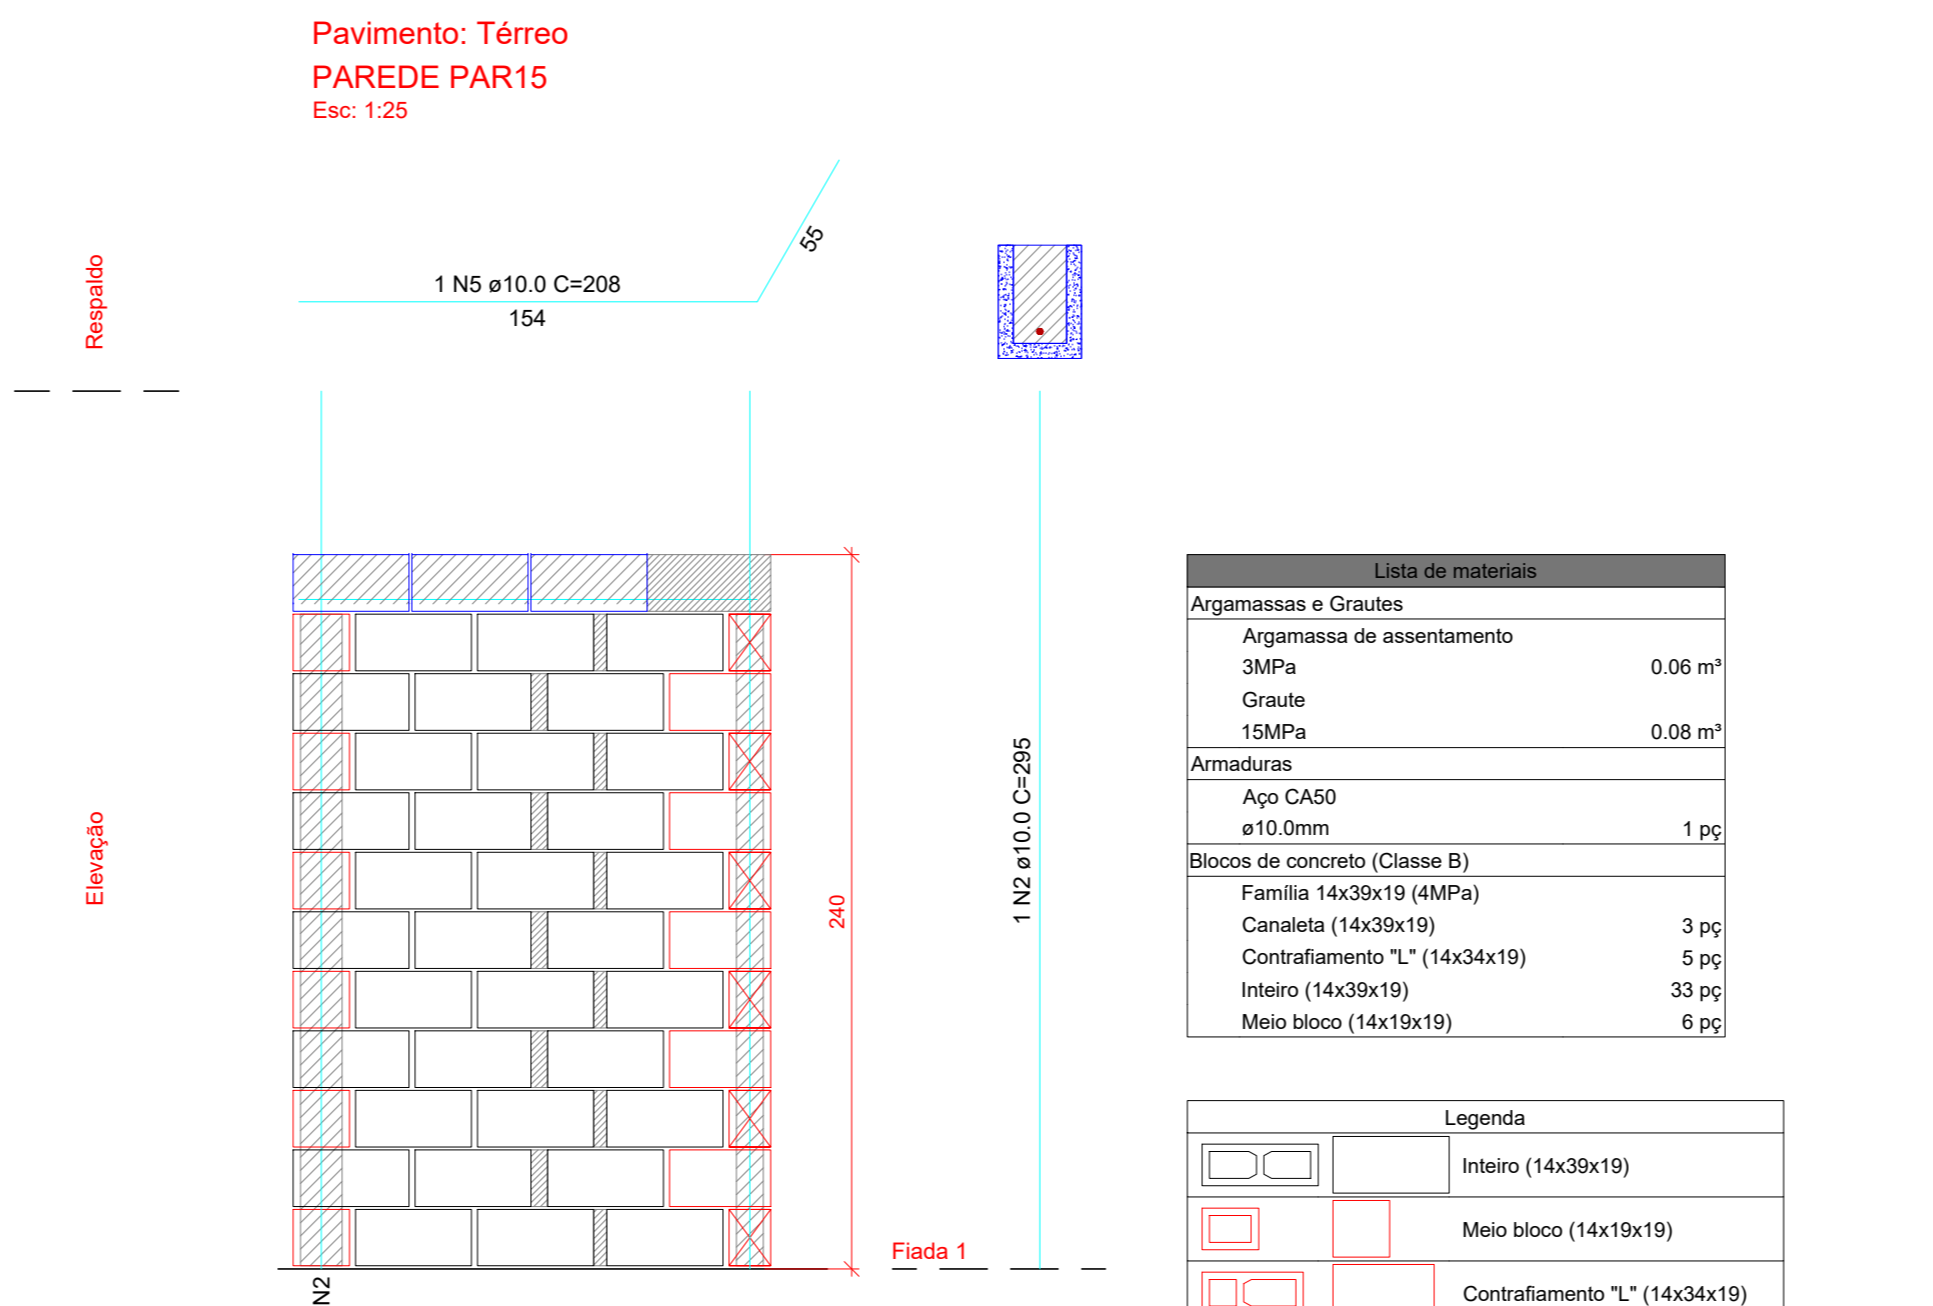 Pavimento: Térreo
PAREDE PAR15
Esc: 1:25
Respaldo
1 N5 ø10.0 C=208
154
55
Elevação
240
1 N2 ø10.0 C=295
Fiada 1
N2
Lista de materiais
Argamassas e Grautes
Argamassa de assentamento
3MPa 0.06 m³
Graute
15MPa 0.08 m³
Armaduras
Aço CA50
ø10.0mm 1 pç
Blocos de concreto (Classe B)
Família 14x39x19 (4MPa)
Canaleta (14x39x19) 3 pç
Contrafiamento "L" (14x34x19) 5 pç
Inteiro (14x39x19) 33 pç
Meio bloco (14x19x19) 6 pç
Legenda
Inteiro (14x39x19)
Meio bloco (14x19x19)
Contrafiamento "L" (14x34x19)